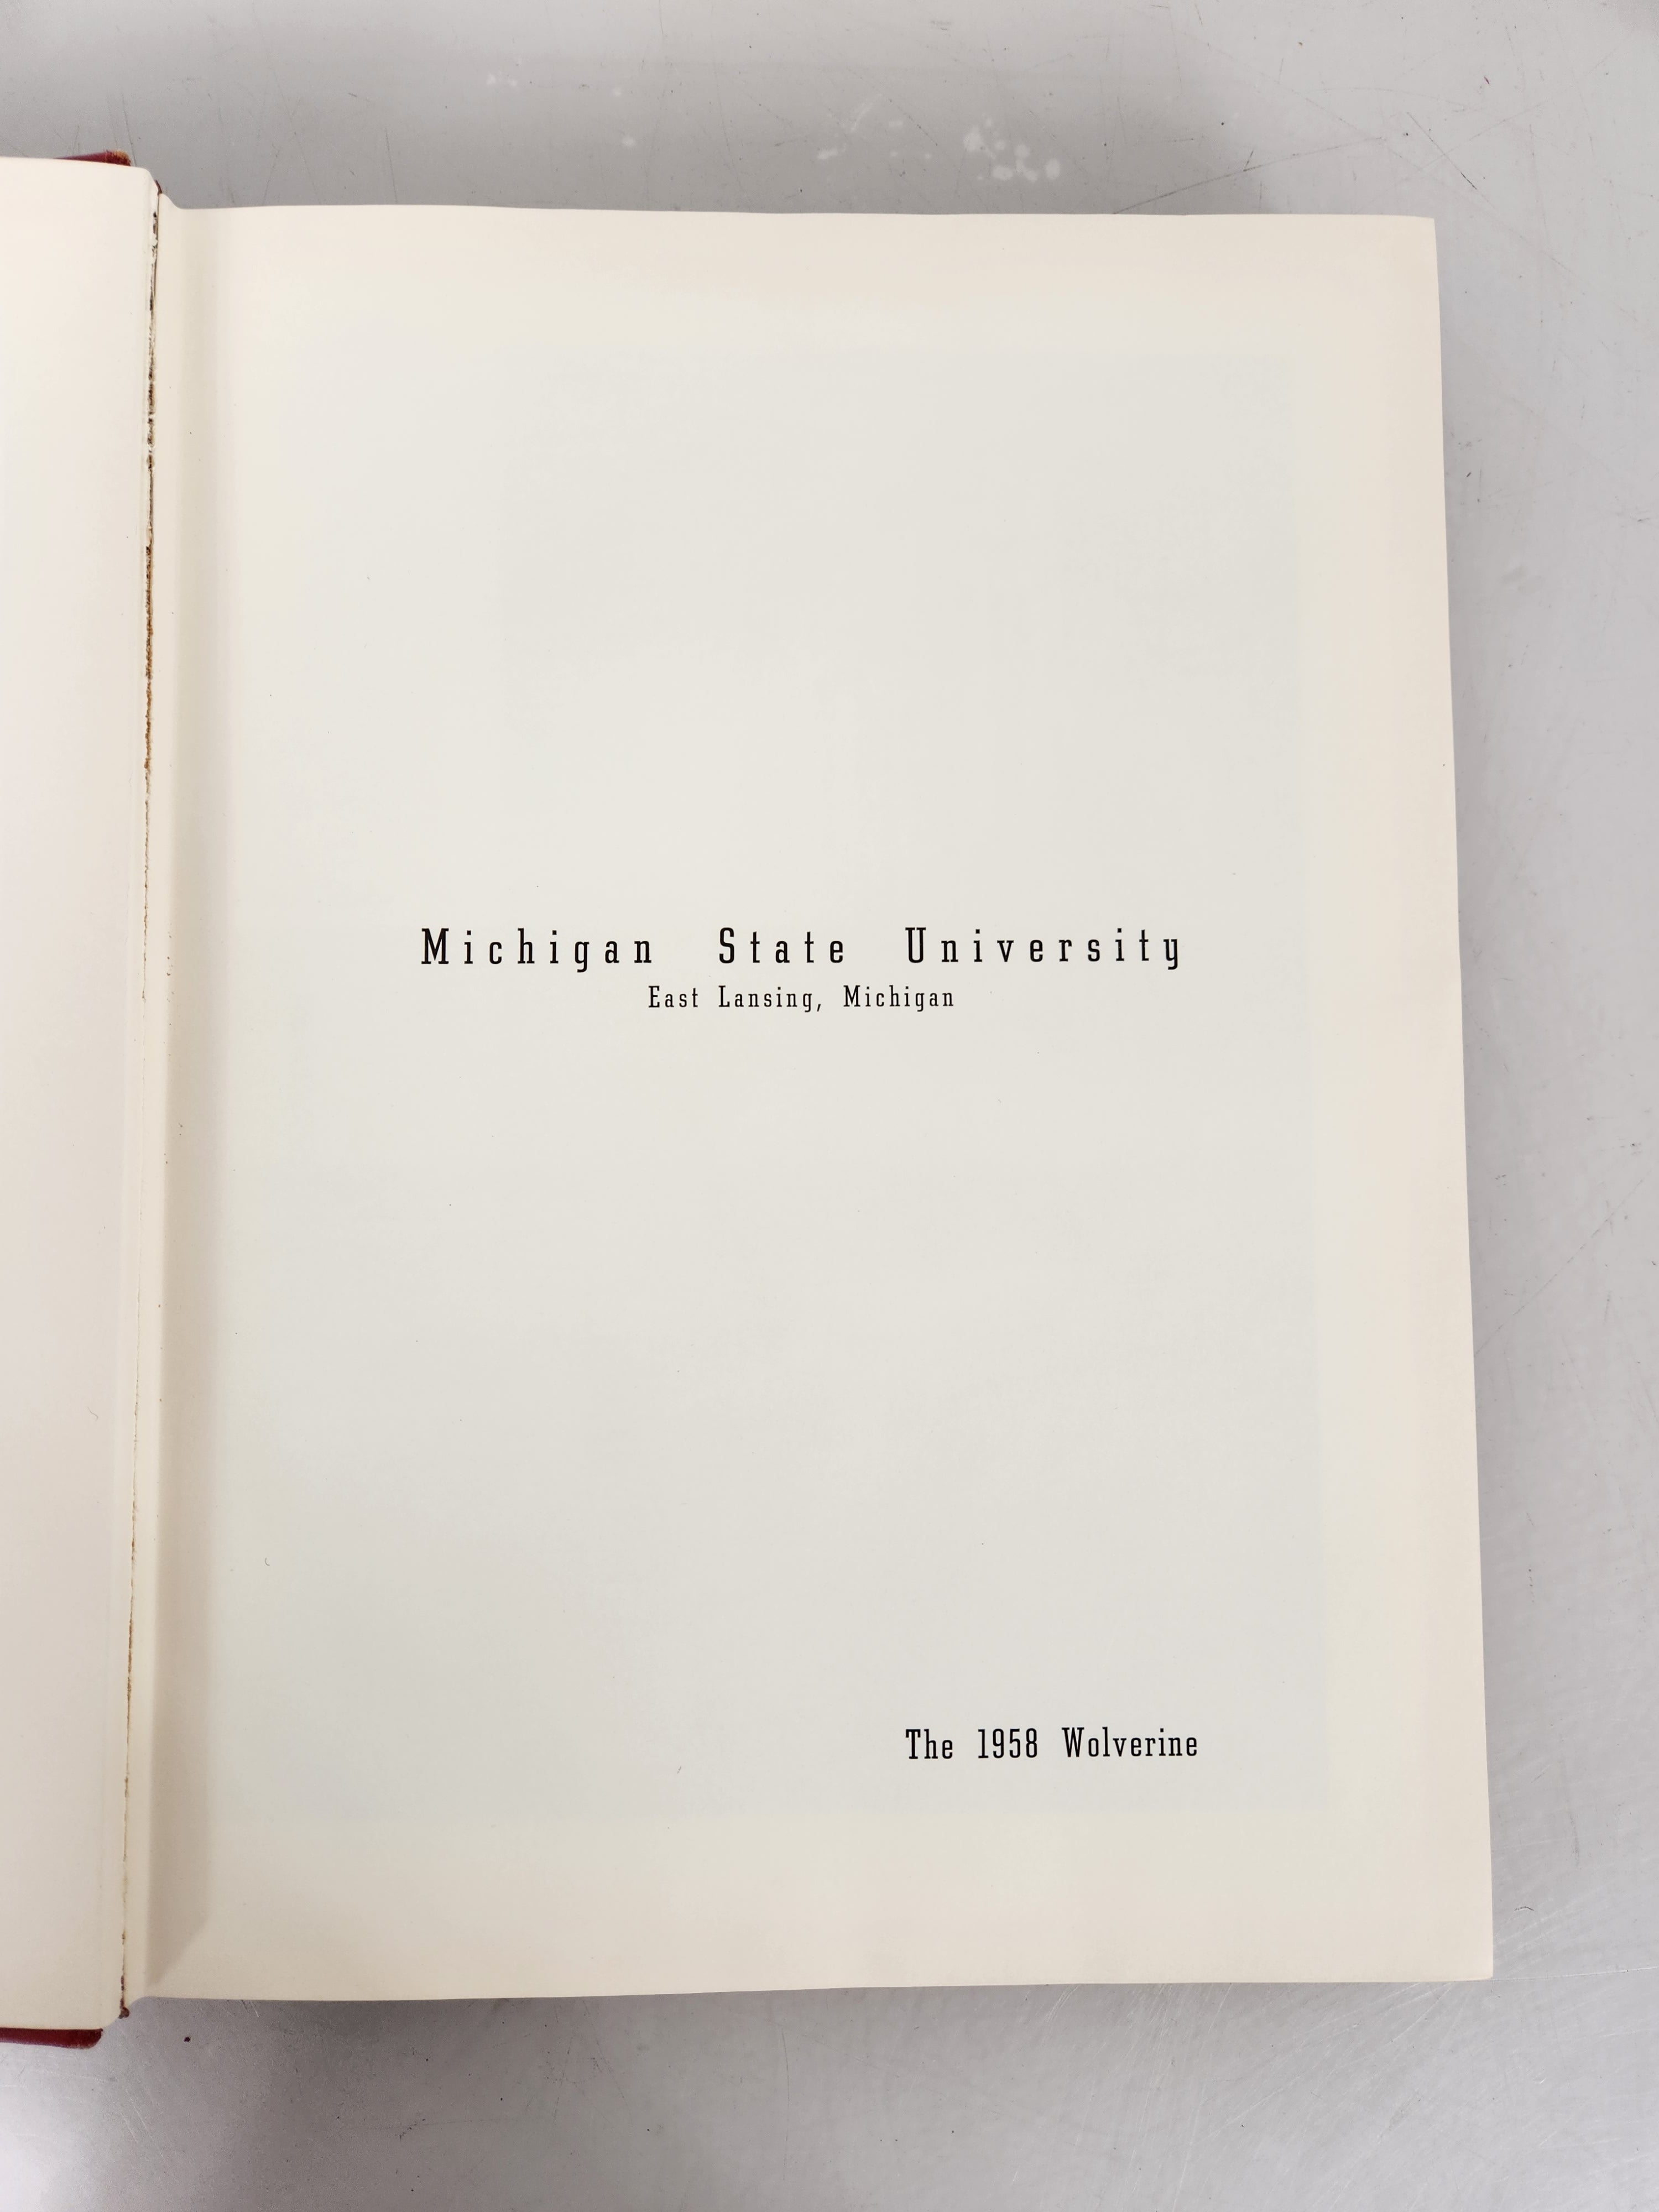 Michigan State University
East Lansing, Michigan
The 1958 Wolverine